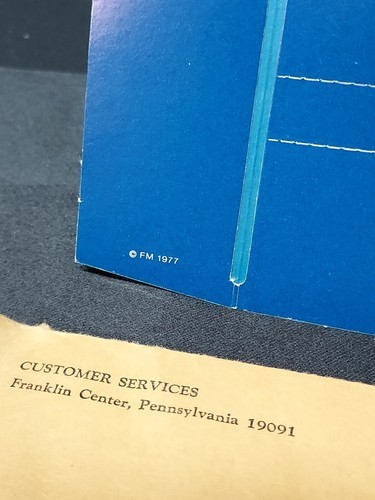 © FM 1977
CUSTOMER SERVICES
Franklin Center, Pennsylvania 19091